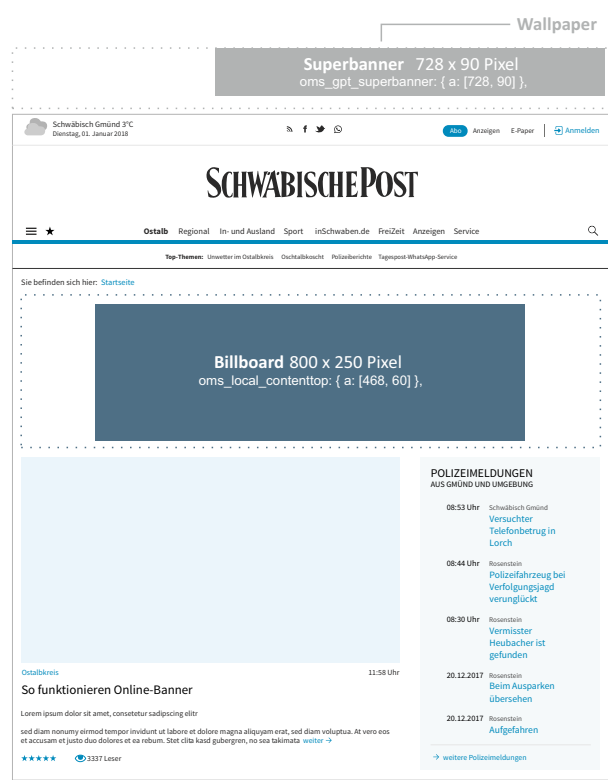 Wallpaper
Superbanner 728 x 90 Pixel
oms_gpt_superbanner: { a: [728, 90] },
Schwäbisch Gmünd 3°C
Dienstag, 01. Januar 2018
Abo Anzeigen E-Paper Anmelden
SCHWÄBISCHE POST
Ostalb Regional In- und Ausland Sport inSchwaben.de FreiZeit Anzeigen Service
Top-Themen: Unwetter im Ostalbkreis Oschtalbkoscht Polizeiberichte Tagespost-WhatsApp-Service
Sie befinden sich hier: Startseite
Billboard 800 x 250 Pixel
oms_local_contenttop: { a: [468, 60] },
Ostalbkreis 11:58 Uhr
So funktionieren Online-Banner
Lorem ipsum dolor sit amet, consetetur sadipscing elitr
sed diam nonumy eirmod tempor invidunt ut labore et dolore magna aliquyam erat, sed diam voluptua. At vero eos
et accusam et justo duo dolores et ea rebum. Stet clita kasd gubergren, no sea takimata weiter →
★★★★★ 3337 Leser
POLIZEIMELDUNGEN
AUS GMÜND UND UMGEBUNG
08:53 Uhr Schwäbisch Gmünd
Versuchter
Telefonbetrug in
Lorch
08:44 Uhr Rosenstein
Polizeifahrzeug bei
Verfolgungsjagd
verunglückt
08:30 Uhr Rosenstein
Vermisster
Heubacher ist
gefunden
20.12.2017 Rosenstein
Beim Ausparken
übersehen
20.12.2017 Rosenstein
Aufgefahren
→ weitere Polizeimeldungen